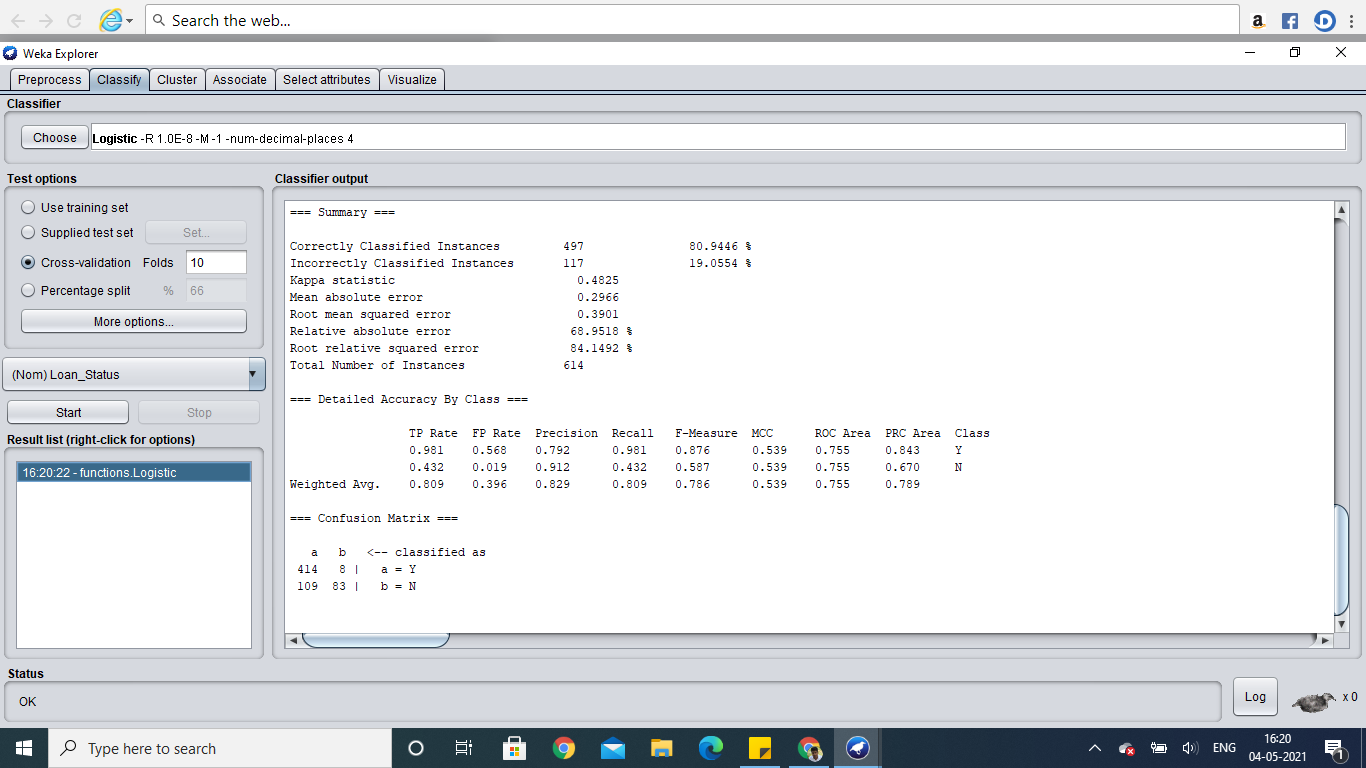 Search the web...
a
Weka Explorer
Preprocess Classify Cluster Associate Select attributes Visualize
Classifier
Choose Logistic -R 1.0E-8 -M -1 -num-decimal-places 4
Test options
Use training set
Supplied test set Set...
Cross-validation Folds 10
Percentage split % 66
More options...
(Nom) Loan_Status
Start Stop
Result list (right-click for options)
16:20:22 - functions.Logistic
Classifier output
=== Summary ===
Correctly Classified Instances 497 80.9446 %
Incorrectly Classified Instances 117 19.0554 %
Kappa statistic 0.4825
Mean absolute error 0.2966
Root mean squared error 0.3901
Relative absolute error 68.9518 %
Root relative squared error 84.1492 %
Total Number of Instances 614
=== Detailed Accuracy By Class ===
TP Rate FP Rate Precision Recall F-Measure MCC ROC Area PRC Area Class
0.981 0.568 0.792 0.981 0.876 0.539 0.755 0.843 Y
0.432 0.019 0.912 0.432 0.587 0.539 0.755 0.670 N
Weighted Avg. 0.809 0.396 0.829 0.809 0.786 0.539 0.755 0.789
=== Confusion Matrix ===
a b <-- classified as
414 8 | a = Y
109 83 | b = N
Status
OK
Log x 0
Type here to search
ENG
16:20
04-05-2021
1